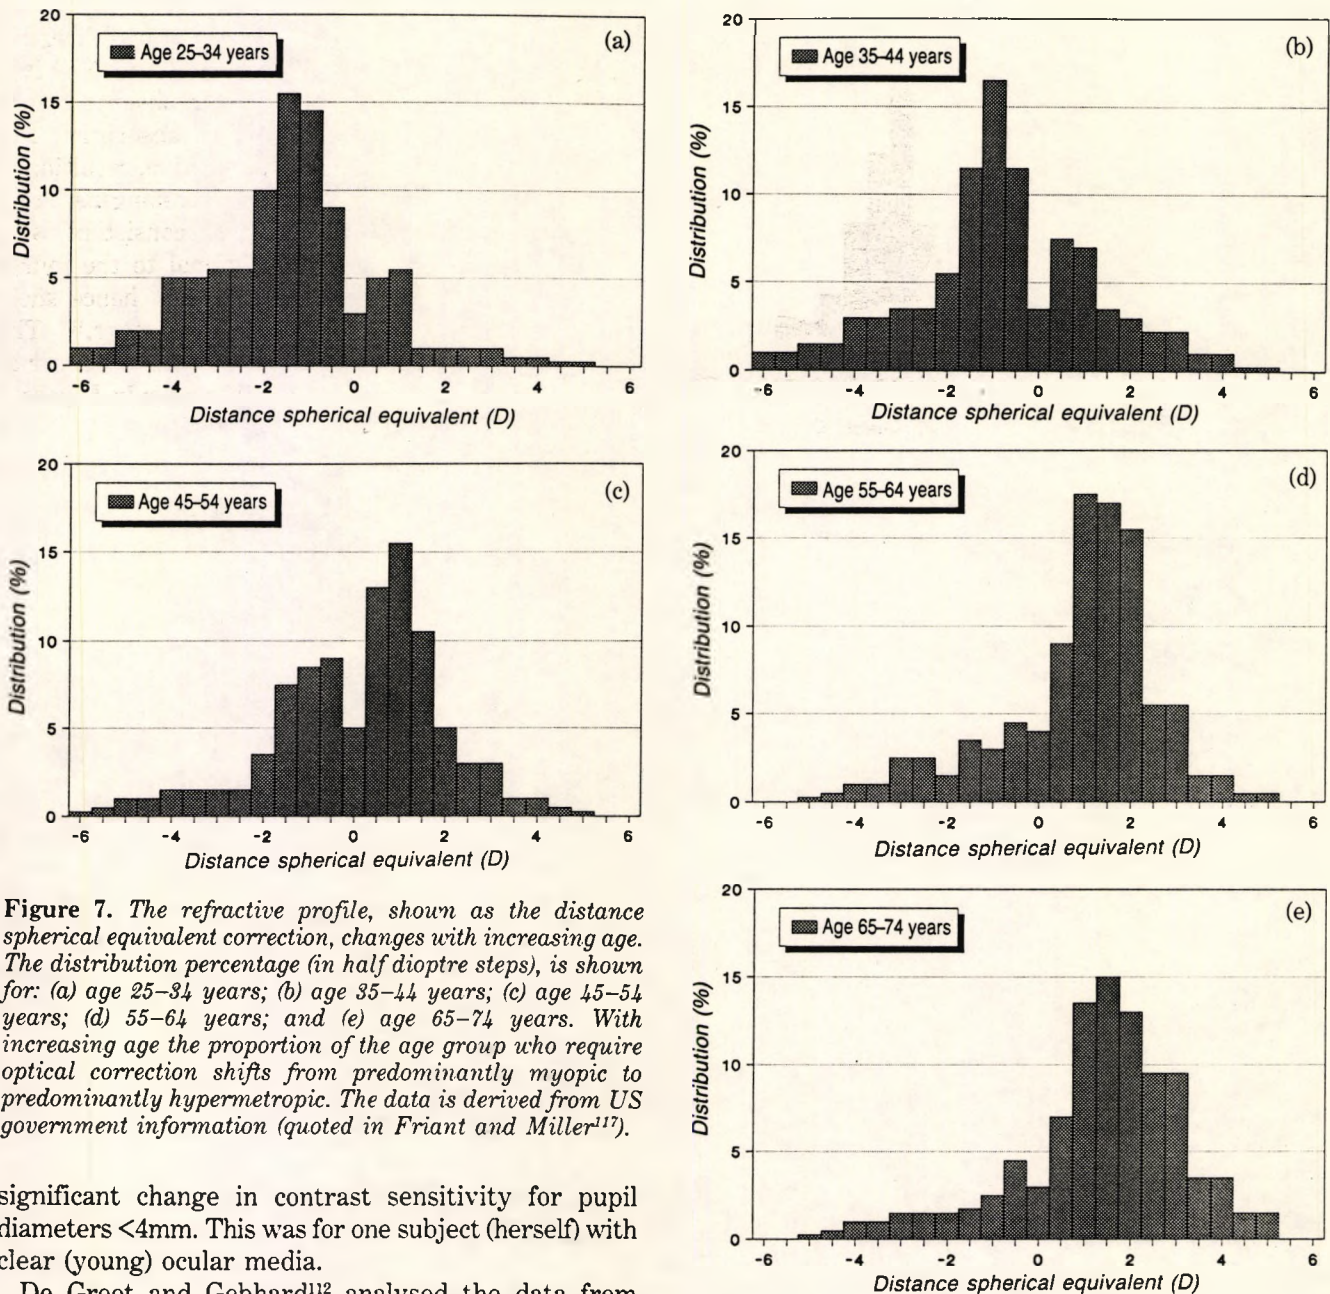 (a)
Age 25–34 years
Distribution (%)
20
15
10
5
0
-6 -4 -2 0 2 4 6
Distance spherical equivalent (D)
(b)
Age 35–44 years
Distribution (%)
20
15
10
5
0
-6 -4 -2 0 2 4 6
Distance spherical equivalent (D)
(c)
Age 45–54 years
Distribution (%)
20
15
10
5
0
-6 -4 -2 0 2 4 6
Distance spherical equivalent (D)
(d)
Age 55–64 years
Distribution (%)
20
15
10
5
0
-6 -4 -2 0 2 4 6
Distance spherical equivalent (D)
(e)
Age 65–74 years
Distribution (%)
20
15
10
5
0
-6 -4 -2 0 2 4 6
Distance spherical equivalent (D)
Figure 7. The refractive profile, shown as the distance
spherical equivalent correction, changes with increasing age.
The distribution percentage (in half dioptre steps), is shown
for: (a) age 25–34 years; (b) age 35–44 years; (c) age 45–54
years; (d) 55–64 years; and (e) age 65–74 years. With
increasing age the proportion of the age group who require
optical correction shifts from predominantly myopic to
predominantly hypermetropic. The data is derived from US
government information (quoted in Friant and Miller¹¹⁷).
significant change in contrast sensitivity for pupil
diameters <4mm. This was for one subject (herself) with
clear (young) ocular media.
De Groot and Gebhard¹¹² analysed the data from